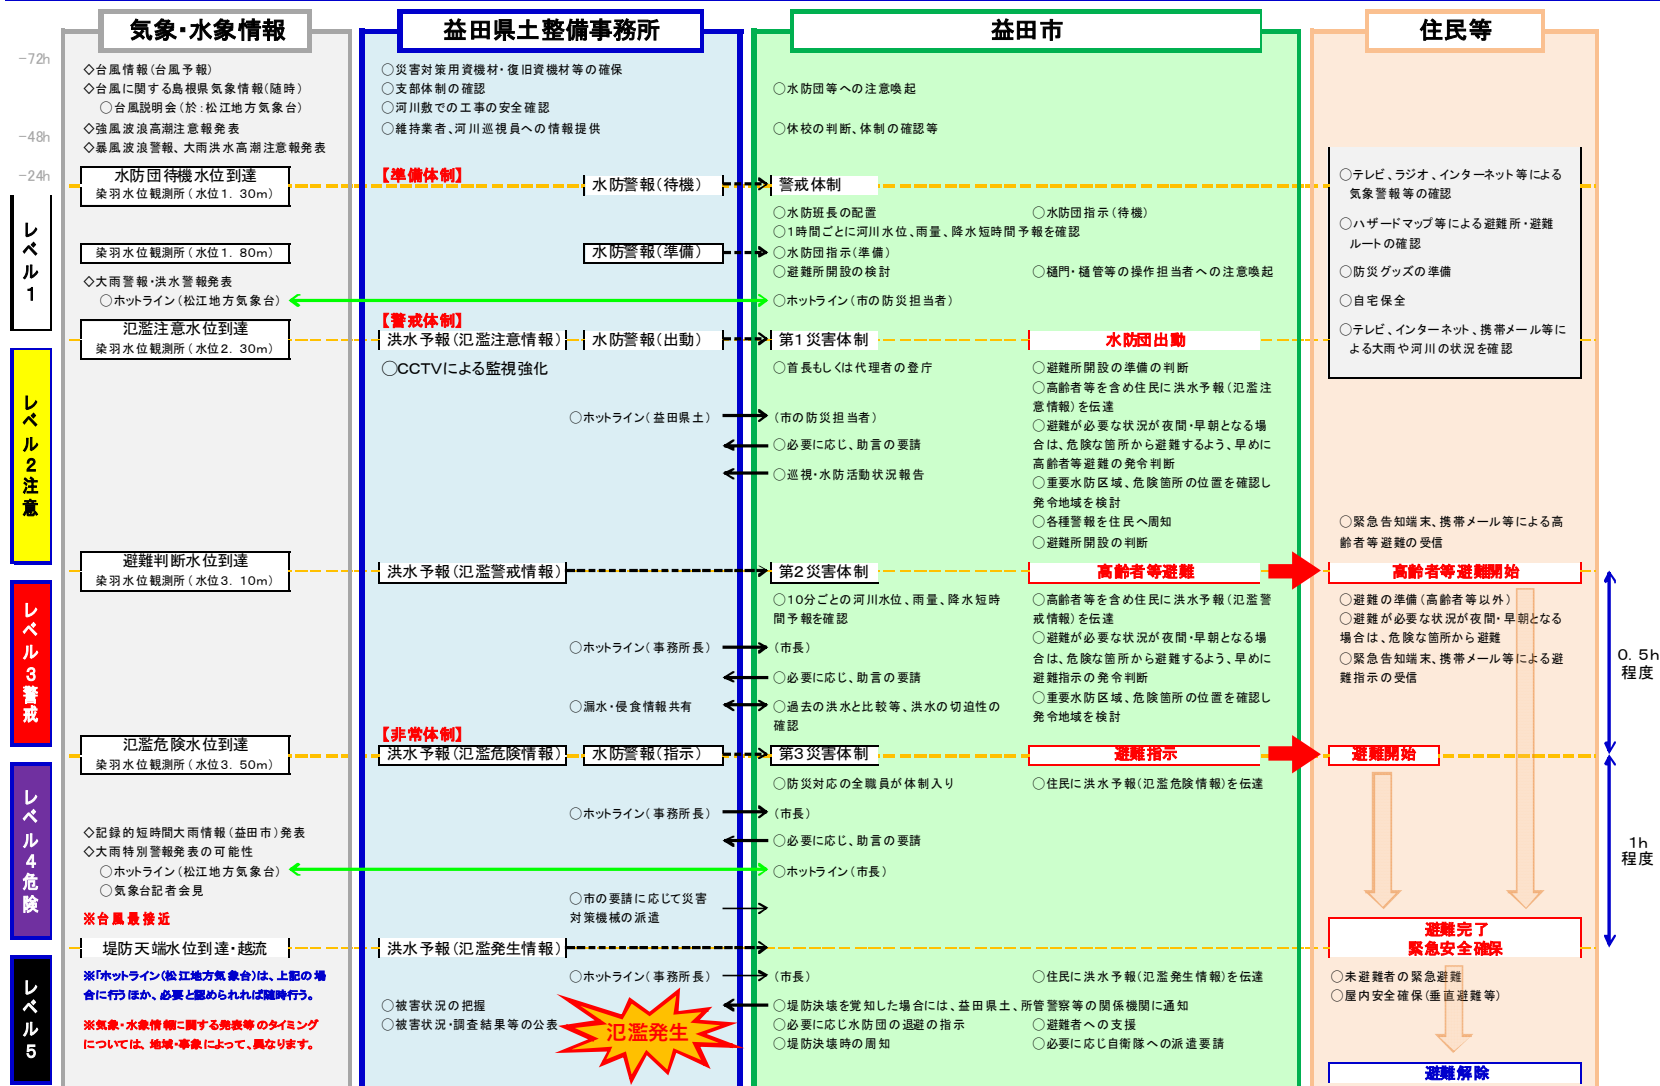 気象・水象情報
益田県土整備事務所
益田市
住民等
-72h
-48h
-24h
レベル1
レベル2注意
レベル3警戒
レベル4危険
レベル5
◇台風情報(台風予報)
◇台風に関する島根県気象情報(随時)
○台風説明会(於:松江地方気象台)
◇強風波浪高潮注意報発表
◇暴風波浪警報、大雨洪水高潮注意報発表
水防団待機水位到達
染羽水位観測所(水位1.30m)
染羽水位観測所(水位1.80m)
◇大雨警報・洪水警報発表
○ホットライン(松江地方気象台)
氾濫注意水位到達
染羽水位観測所(水位2.30m)
避難判断水位到達
染羽水位観測所(水位3.10m)
氾濫危険水位到達
染羽水位観測所(水位3.50m)
◇記録的短時間大雨情報(益田市)発表
◇大雨特別警報発表の可能性
○ホットライン(松江地方気象台)
○気象台記者会見
※台風最接近
堤防天端水位到達・越流
※「ホットライン(松江地方気象台)は、上記の場
合に行うほか、必要と認められれば随時行う。
※気象・水象情報に関する発表等のタイミング
については、地域・事象によって、異なります。
○災害対策用資機材・復旧資機材等の確保
○支部体制の確認
○河川敷での工事の安全確認
○維持業者、河川巡視員への情報提供
【準備体制】
水防警報(待機)
水防警報(準備)
【警戒体制】
洪水予報(氾濫注意情報)
水防警報(出動)
○CCTVによる監視強化
○ホットライン(益田県土)
洪水予報(氾濫警戒情報)
○ホットライン(事務所長)
○漏水・侵食情報共有
【非常体制】
洪水予報(氾濫危険情報)
水防警報(指示)
○ホットライン(事務所長)
○市の要請に応じて災害
対策機械の派遣
洪水予報(氾濫発生情報)
○ホットライン(事務所長)
○被害状況の把握
○被害状況・調査結果等の公表
氾濫発生
○水防団等への注意喚起
○休校の判断、体制の確認等
警戒体制
○水防班長の配置
○水防団指示(待機)
○1時間ごとに河川水位、雨量、降水短時間予報を確認
○水防団指示(準備)
○避難所開設の検討
○樋門・樋管等の操作担当者への注意喚起
○ホットライン(市の防災担当者)
第1災害体制
水防団出動
○首長もしくは代理者の登庁
(市の防災担当者)
○必要に応じ、助言の要請
○巡視・水防活動状況報告
○避難所開設の準備の判断
○高齢者等を含め住民に洪水予報(氾濫注
意情報)を伝達
○避難が必要な状況が夜間・早朝となる場
合は、危険な箇所から避難するよう、早めに
高齢者等避難の発令判断
○重要水防区域、危険箇所の位置を確認し
発令地域を検討
○各種警報を住民へ周知
○避難所開設の判断
第2災害体制
高齢者等避難
○10分ごとの河川水位、雨量、降水短時
間予報を確認
(市長)
○必要に応じ、助言の要請
○過去の洪水と比較等、洪水の切迫性の
確認
○高齢者等を含め住民に洪水予報(氾濫警
戒情報)を伝達
○避難が必要な状況が夜間・早朝となる場
合は、危険な箇所から避難するよう、早めに
避難指示の発令判断
○重要水防区域、危険箇所の位置を確認し
発令地域を検討
第3災害体制
避難指示
○防災対応の全職員が体制入り
○住民に洪水予報(氾濫危険情報)を伝達
(市長)
○必要に応じ、助言の要請
○ホットライン(市長)
(市長)
○住民に洪水予報(氾濫発生情報)を伝達
○堤防決壊を覚知した場合には、益田県土、所管警察等の関係機関に通知
○必要に応じ水防団の退避の指示
○避難者への支援
○堤防決壊時の周知
○必要に応じ自衛隊への派遣要請
○テレビ、ラジオ、インターネット等による
気象警報等の確認
○ハザードマップ等による避難所・避難
ルートの確認
○防災グッズの準備
○自宅保全
○テレビ、インターネット、携帯メール等に
よる大雨や河川の状況を確認
○緊急告知端末、携帯メール等による高
齢者等避難の受信
高齢者等避難開始
○避難の準備(高齢者等以外)
○避難が必要な状況が夜間・早朝となる
場合は、危険な箇所から避難
○緊急告知端末、携帯メール等による避
難指示の受信
避難開始
避難完了
緊急安全確保
○未避難者の緊急避難
○屋内安全確保(垂直避難等)
避難解除
0.5h
程度
1h
程度